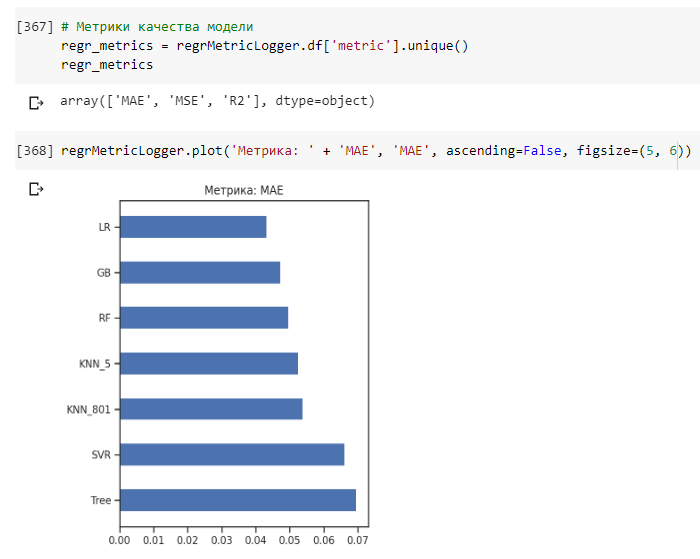 [367] # Метрики качества модели
regr_metrics = regrMetricLogger.df['metric'].unique()
regr_metrics
array(['MAE', 'MSE', 'R2'], dtype=object)
[368] regrMetricLogger.plot('Метрика: ' + 'MAE', 'MAE', ascending=False, figsize=(5, 6))
Метрика: MAE
LR
GB
RF
KNN_5
KNN_801
SVR
Tree
0.00 0.01 0.02 0.03 0.04 0.05 0.06 0.07